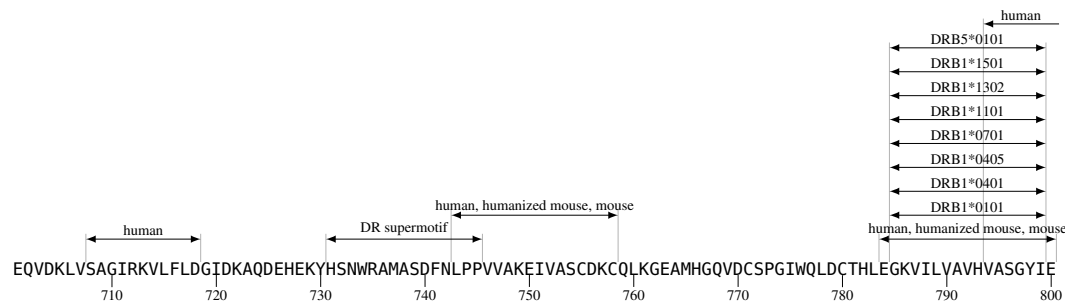 human
DRB5*0101
DRB1*1501
DRB1*1302
DRB1*1101
DRB1*0701
DRB1*0405
DRB1*0401
human, humanized mouse, mouse
DRB1*0101
human
DR supermotif
human, humanized mouse, mouse
EQVDKLVSAGIRKVLFLDGIDKAQDEHEKYHSNWRAMASDFNLPPVVAKEIVASCDKCQLKGEAMHGQVDCSPGIWQLDCTHLEGKVILVAVHVASGYIE
710 720 730 740 750 760 770 780 790 800